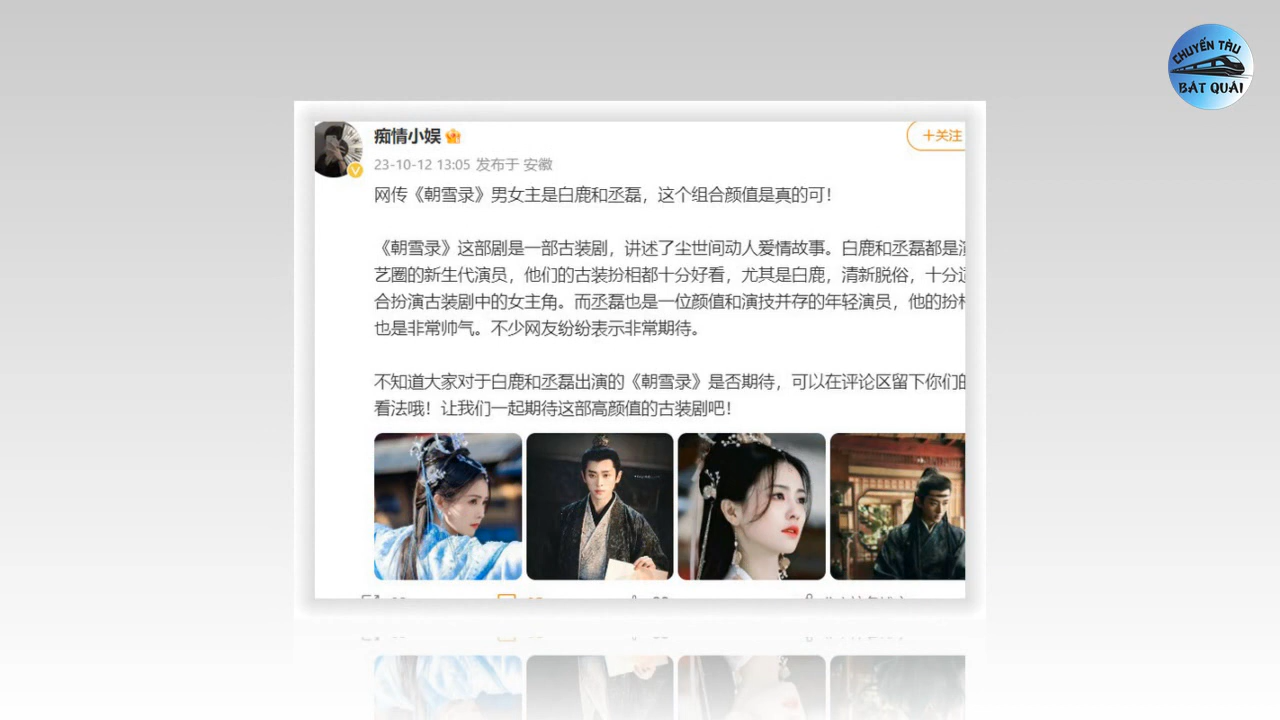 CHUYẾN TÀU
BÁT QUÁI
痴情小娱
+关注
23-10-12 13:05 发布于 安徽
网传《朝雪录》男女主是白鹿和丞磊，这个组合颜值是真的可！
《朝雪录》这部剧是一部古装剧，讲述了尘世间动人爱情故事。白鹿和丞磊都是
艺圈的新生代演员，他们的古装扮相都十分好看，尤其是白鹿，清新脱俗，十分
合扮演古装剧中的女主角。而丞磊也是一位颜值和演技并存的年轻演员，他的扮相
也是非常帅气。不少网友纷纷表示非常期待。
不知道大家对于白鹿和丞磊出演的《朝雪录》是否期待，可以在评论区留下你们的
看法哦！让我们一起期待这部高颜值的古装剧吧！